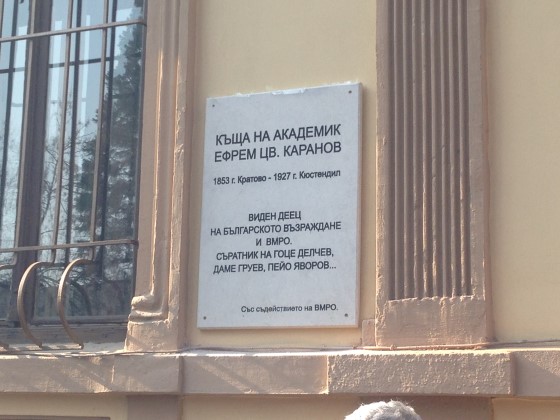 КЪЩА НА АКАДЕМИК
ЕФРЕМ ЦВ. КАРАНОВ
1853 г. Кратово - 1927 г. Кюстендил
ВИДЕН ДЕЕЦ
НА БЪЛГАРСКОТО ВЪЗРАЖДАНЕ
И ВМРО.
СЪРАТНИК НА ГОЦЕ ДЕЛЧЕВ,
ДАМЕ ГРУЕВ, ПЕЙО ЯВОРОВ...
Със съдействието на ВМРО.